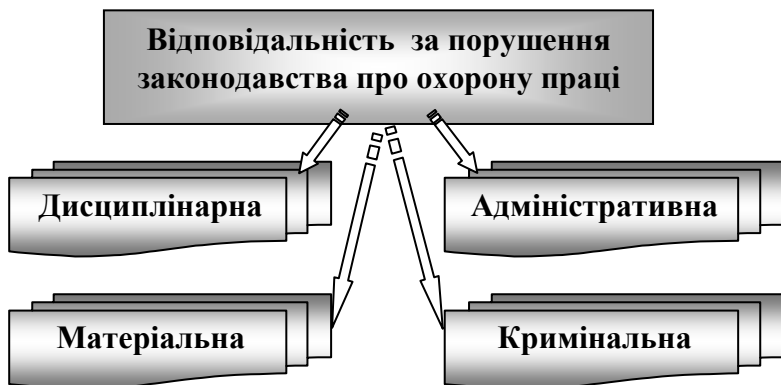 Відповідальність за порушення
законодавства про охорону праці
Дисциплінарна
Адміністративна
Матеріальна
Кримінальна